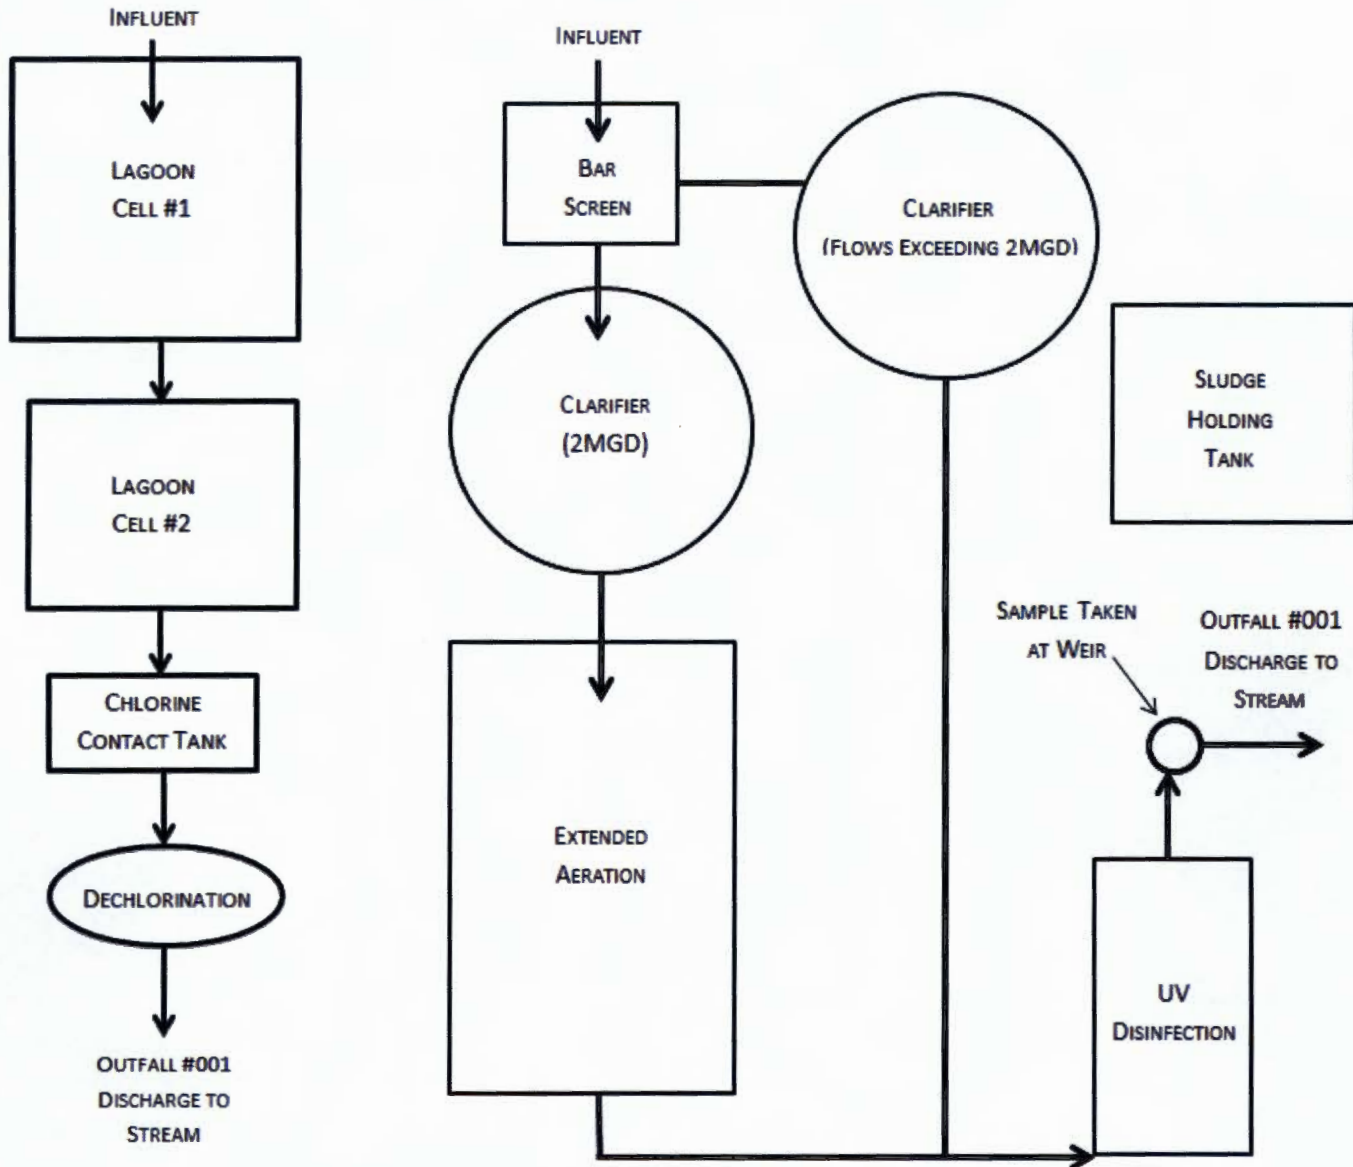 INFLUENT
LAGOON
CELL #1
LAGOON
CELL #2
CHLORINE
CONTACT TANK
DECHLORINATION
OUTFALL #001
DISCHARGE TO
STREAM
INFLUENT
BAR
SCREEN
CLARIFIER
(FLOWS EXCEEDING 2MGD)
CLARIFIER
(2MGD)
EXTENDED
AERATION
SLUDGE
HOLDING
TANK
SAMPLE TAKEN
AT WEIR
OUTFALL #001
DISCHARGE TO
STREAM
UV
DISINFECTION